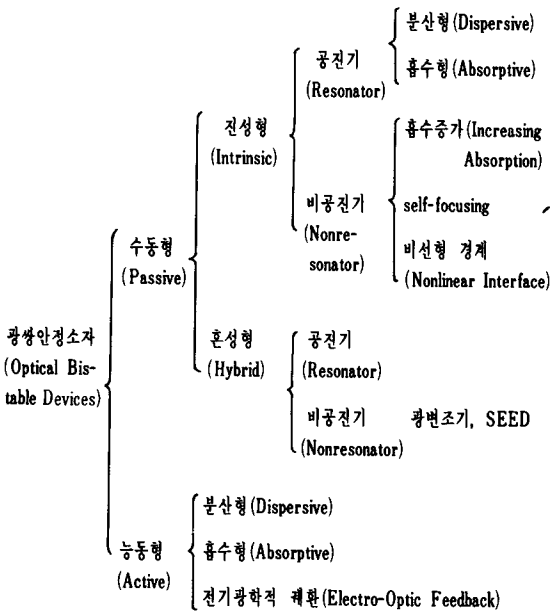 분산형(Dispersive)
공진기
(Resonator)
흡수형(Absorptive)
진성형
(Intrinsic)
흡수증가(Increasing
Absorption)
비공진기
(Nonre-
sonator)
self-focusing
비선형 경계
(Nonlinear Interface)
수동형
(Passive)
광쌍안정소자
(Optical Bis-
table Devices)
혼성형
(Hybrid)
공진기
(Resonator)
비공진기 광변조기, SEED
(Nonresonator)
능동형
(Active)
분산형(Dispersive)
흡수형(Absorptive)
전기광학적 궤환(Electro-Optic Feedback)